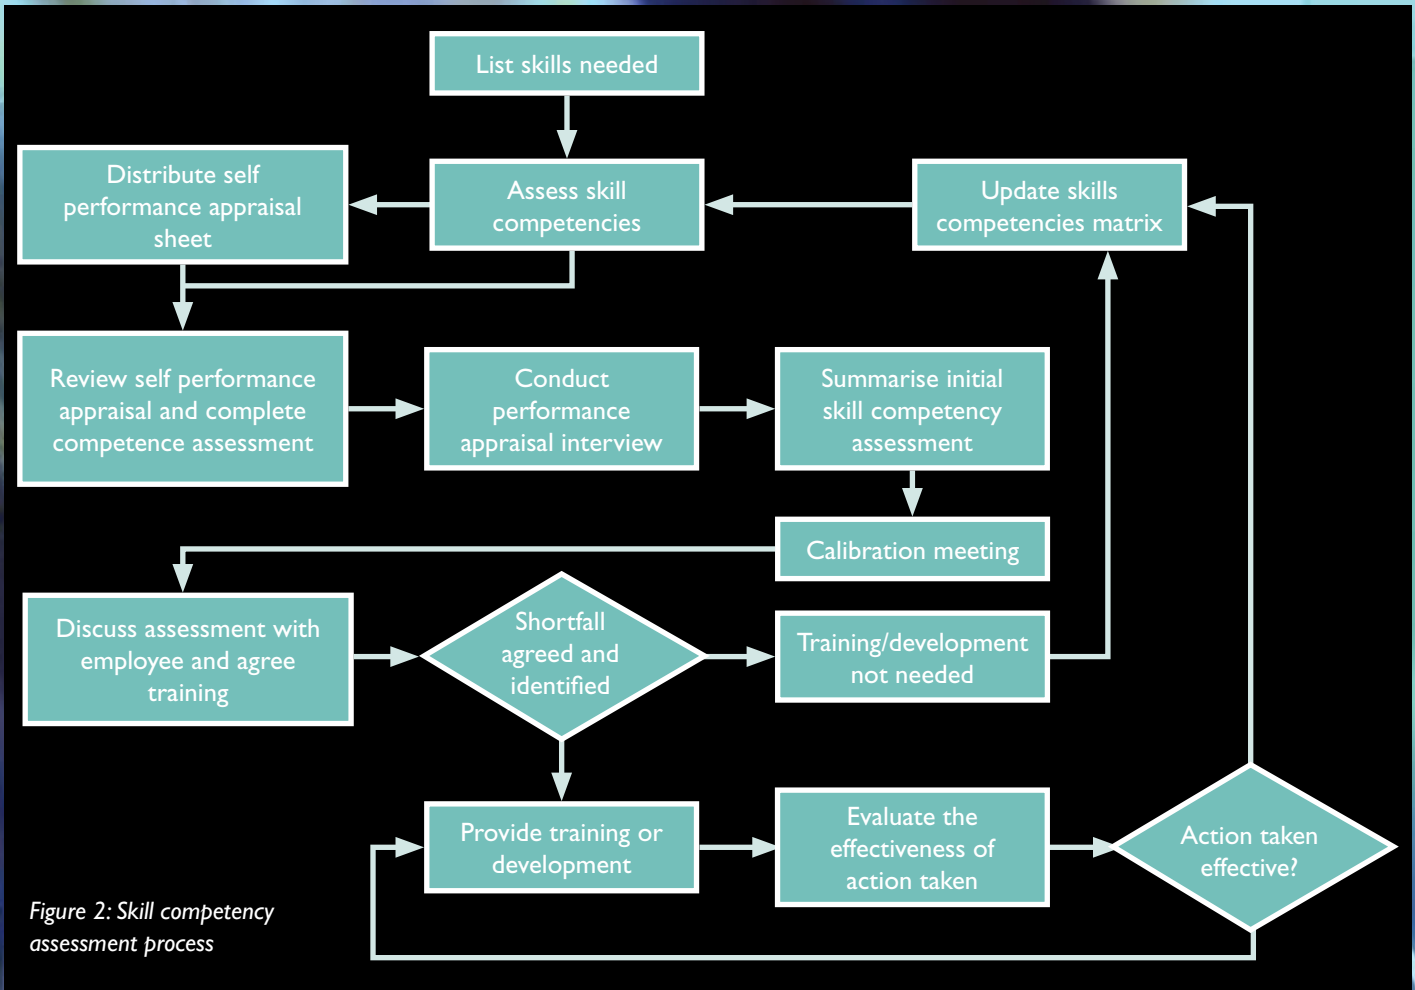 List skills needed
Distribute self
performance appraisal
sheet
Assess skill
competencies
Update skills
competencies matrix
Review self performance
appraisal and complete
competence assessment
Conduct
performance
appraisal interview
Summarise initial
skill competency
assessment
Calibration meeting
Discuss assessment with
employee and agree
training
Shortfall
agreed and
identified
Training/development
not needed
Provide training or
development
Evaluate the
effectiveness of
action taken
Action taken
effective?
Figure 2: Skill competency
assessment process